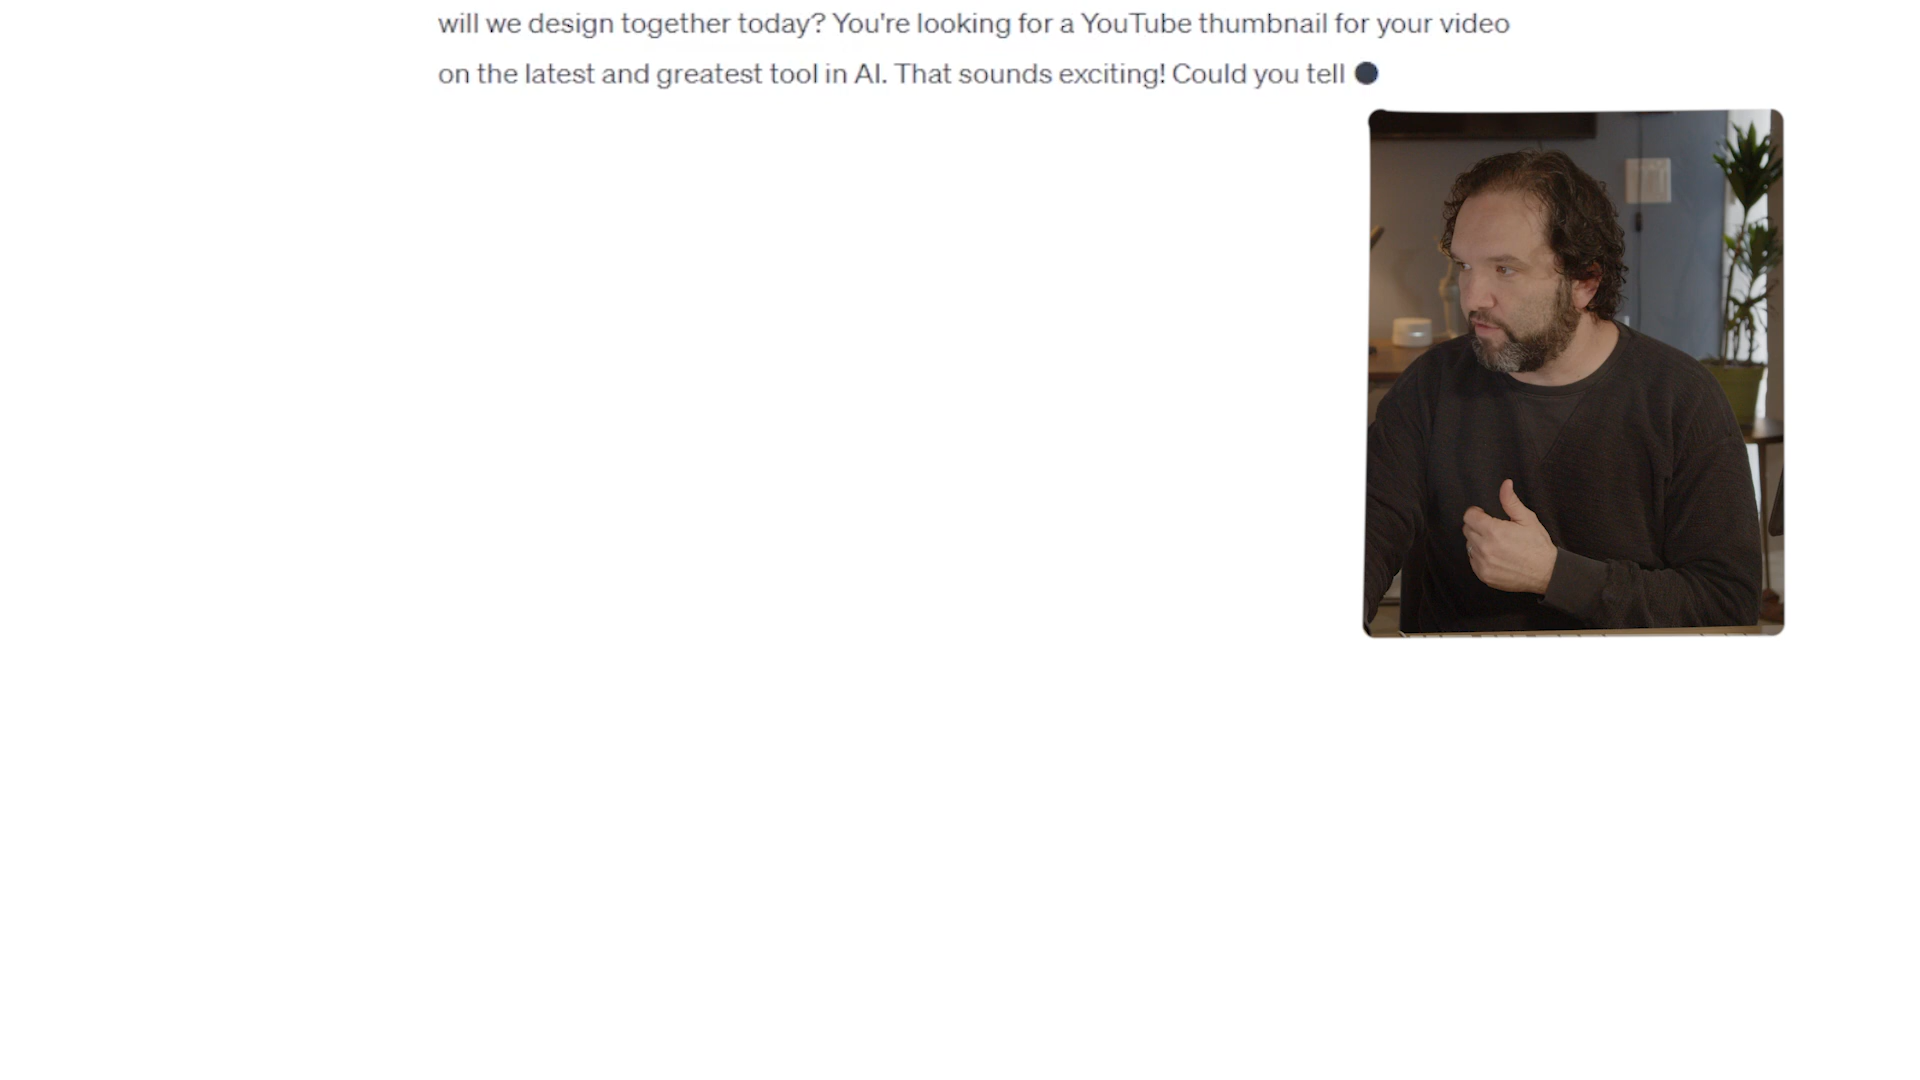 will we design together today? You're looking for a YouTube thumbnail for your video
on the latest and greatest tool in AI. That sounds exciting! Could you tell